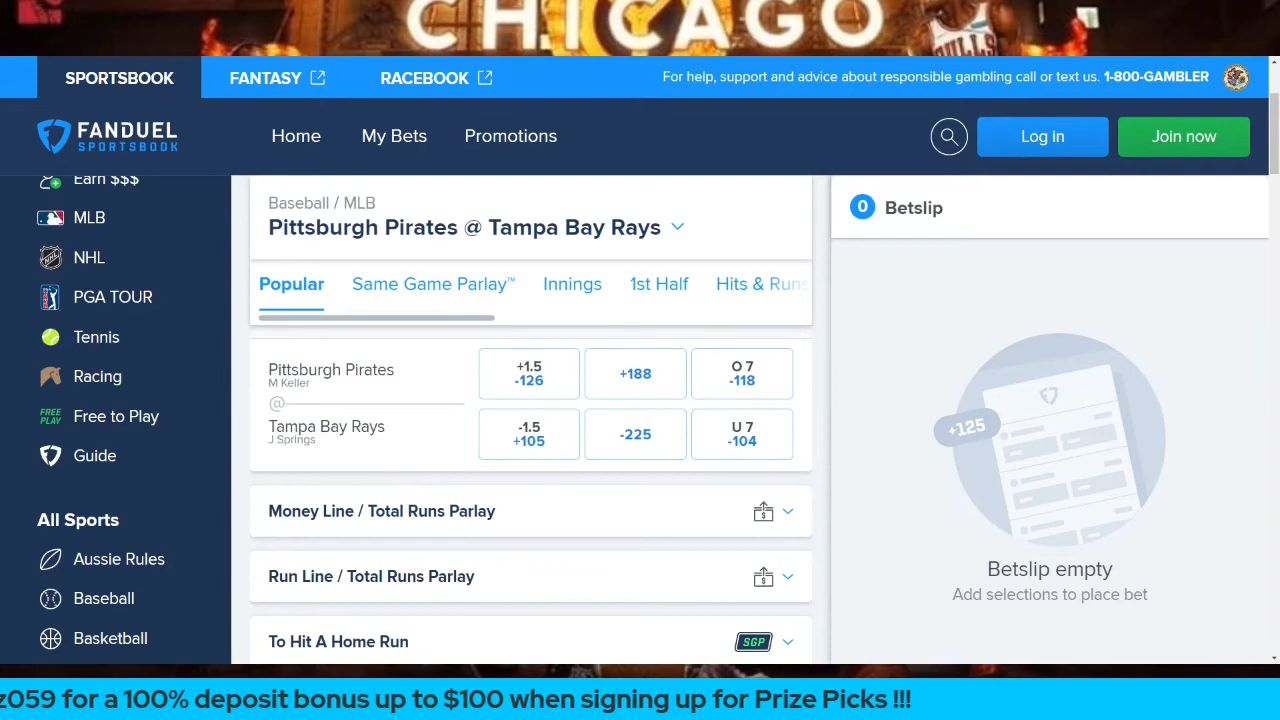 CHICAGO
BULLS
SPORTSBOOK
FANTASY
RACEBOOK
For help, support and advice about responsible gambling call or text us. 1-800-GAMBLER
FANDUEL
SPORTSBOOK
Home
My Bets
Promotions
Log in
Join now
Earn $$$
MLB
NHL
PGA TOUR
Tennis
Racing
FREE
PLAY
Free to Play
Guide
All Sports
Aussie Rules
Baseball
Basketball
Baseball / MLB
Pittsburgh Pirates @ Tampa Bay Rays
Popular
Same Game Parlay™
Innings
1st Half
Hits & Runs
Pittsburgh Pirates
M Keller
+1.5
-126
+188
O 7
-118
@
Tampa Bay Rays
J Springs
-1.5
+105
-225
U 7
-104
Money Line / Total Runs Parlay
Run Line / Total Runs Parlay
To Hit A Home Run
SGP
0 Betslip
+125
Betslip empty
Add selections to place bet
z059 for a 100% deposit bonus up to $100 when signing up for Prize Picks !!!